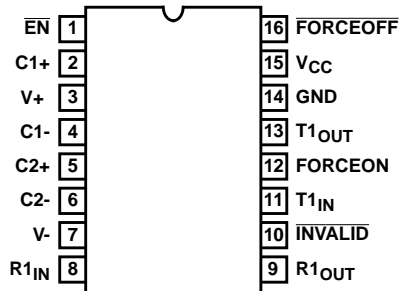 EN 1 16 FORCEOFF
C1+ 2 15 VCC
V+ 3 14 GND
C1- 4 13 T1OUT
C2+ 5 12 FORCEON
C2- 6 11 T1IN
V- 7 10 INVALID
R1IN 8 9 R1OUT